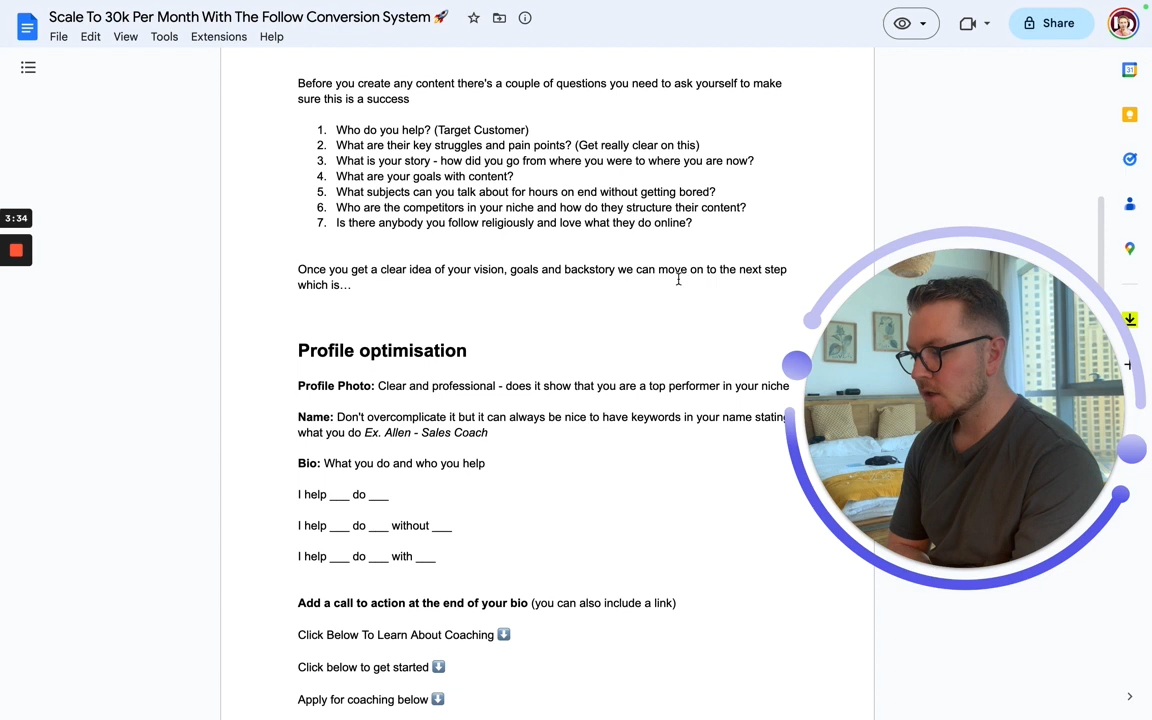 Scale To 30k Per Month With The Follow Conversion System 🚀
File Edit View Tools Extensions Help
Share
31
3:34
Before you create any content there's a couple of questions you need to ask yourself to make
sure this is a success
1. Who do you help? (Target Customer)
2. What are their key struggles and pain points? (Get really clear on this)
3. What is your story - how did you go from where you were to where you are now?
4. What are your goals with content?
5. What subjects can you talk about for hours on end without getting bored?
6. Who are the competitors in your niche and how do they structure their content?
7. Is there anybody you follow religiously and love what they do online?
Once you get a clear idea of your vision, goals and backstory we can move on to the next step
which is…
Profile optimisation
Profile Photo: Clear and professional - does it show that you are a top performer in your niche
Name: Don't overcomplicate it but it can always be nice to have keywords in your name stating
what you do Ex. Allen - Sales Coach
Bio: What you do and who you help
I help ___ do ___
I help ___ do ___ without ___
I help ___ do ___ with ___
Add a call to action at the end of your bio (you can also include a link)
Click Below To Learn About Coaching ⬇️
Click below to get started ⬇️
Apply for coaching below ⬇️